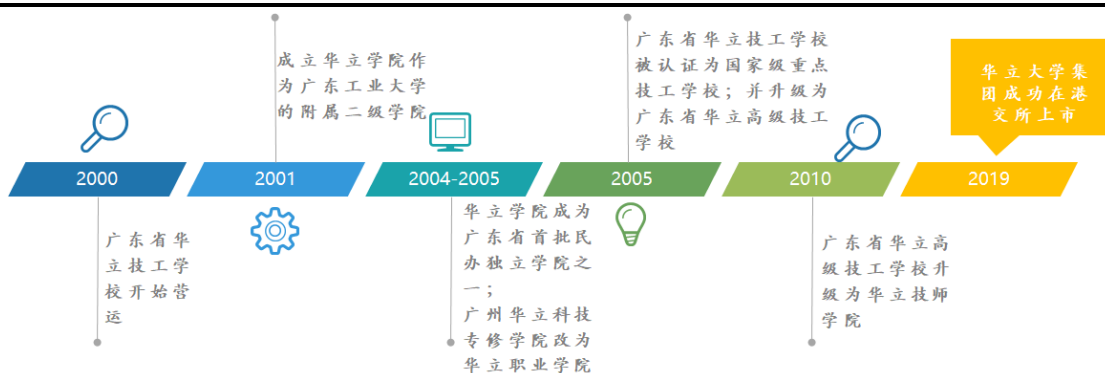 成立华立学院作
为广东工业大学
的附属二级学院
广东省华立技工学校
被认证为国家级重点
技工学校；并升级为
广东省华立高级技工
学校
华立大学集
团成功在港
交所上市
2000
2001
2004-2005
2005
2010
2019
广东省华
立技工学
校开始营
运
华立学院成为
广东省首批民
办独立学院之
一；
广州华立科技
专修学院改为
华立职业学院
广东省华立高
级技工学校升
级为华立技师
学院